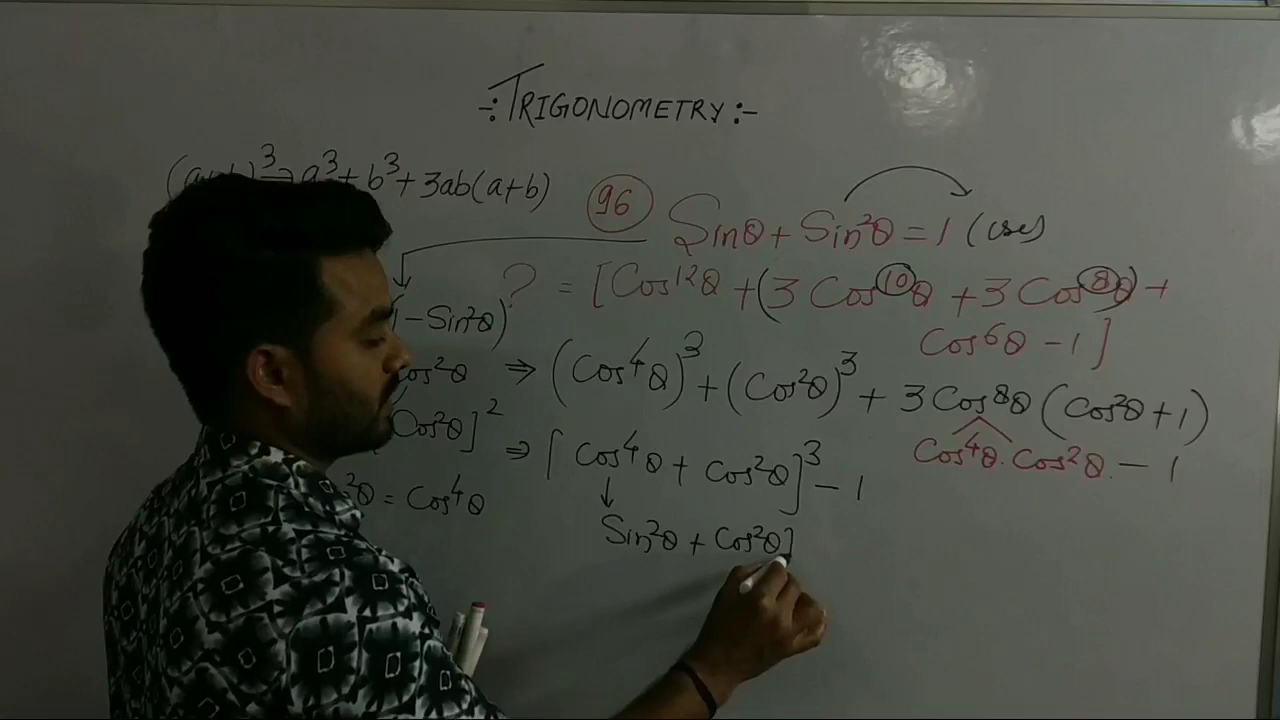 -: TRIGONOMETRY :-
)³ = a³ + b³ + 3ab(a+b)
96 Sinθ + Sin²θ = 1
? = [Cos¹²θ + (3 Cos¹⁰θ + 3 Cos⁸θ) +
- Sin²θ) Cos⁶θ - 1]
Cos²θ ⇒ (Cos⁴θ)³ + (Cos²θ)³ + 3 Cos⁸θ (Cos²θ + 1)
Cos²θ]² ⇒ [Cos⁴θ + Cos²θ]³ - 1 Cos⁴θ . Cos²θ - 1
²θ = Cos⁴θ ↓
Sin²θ + Cos²θ]